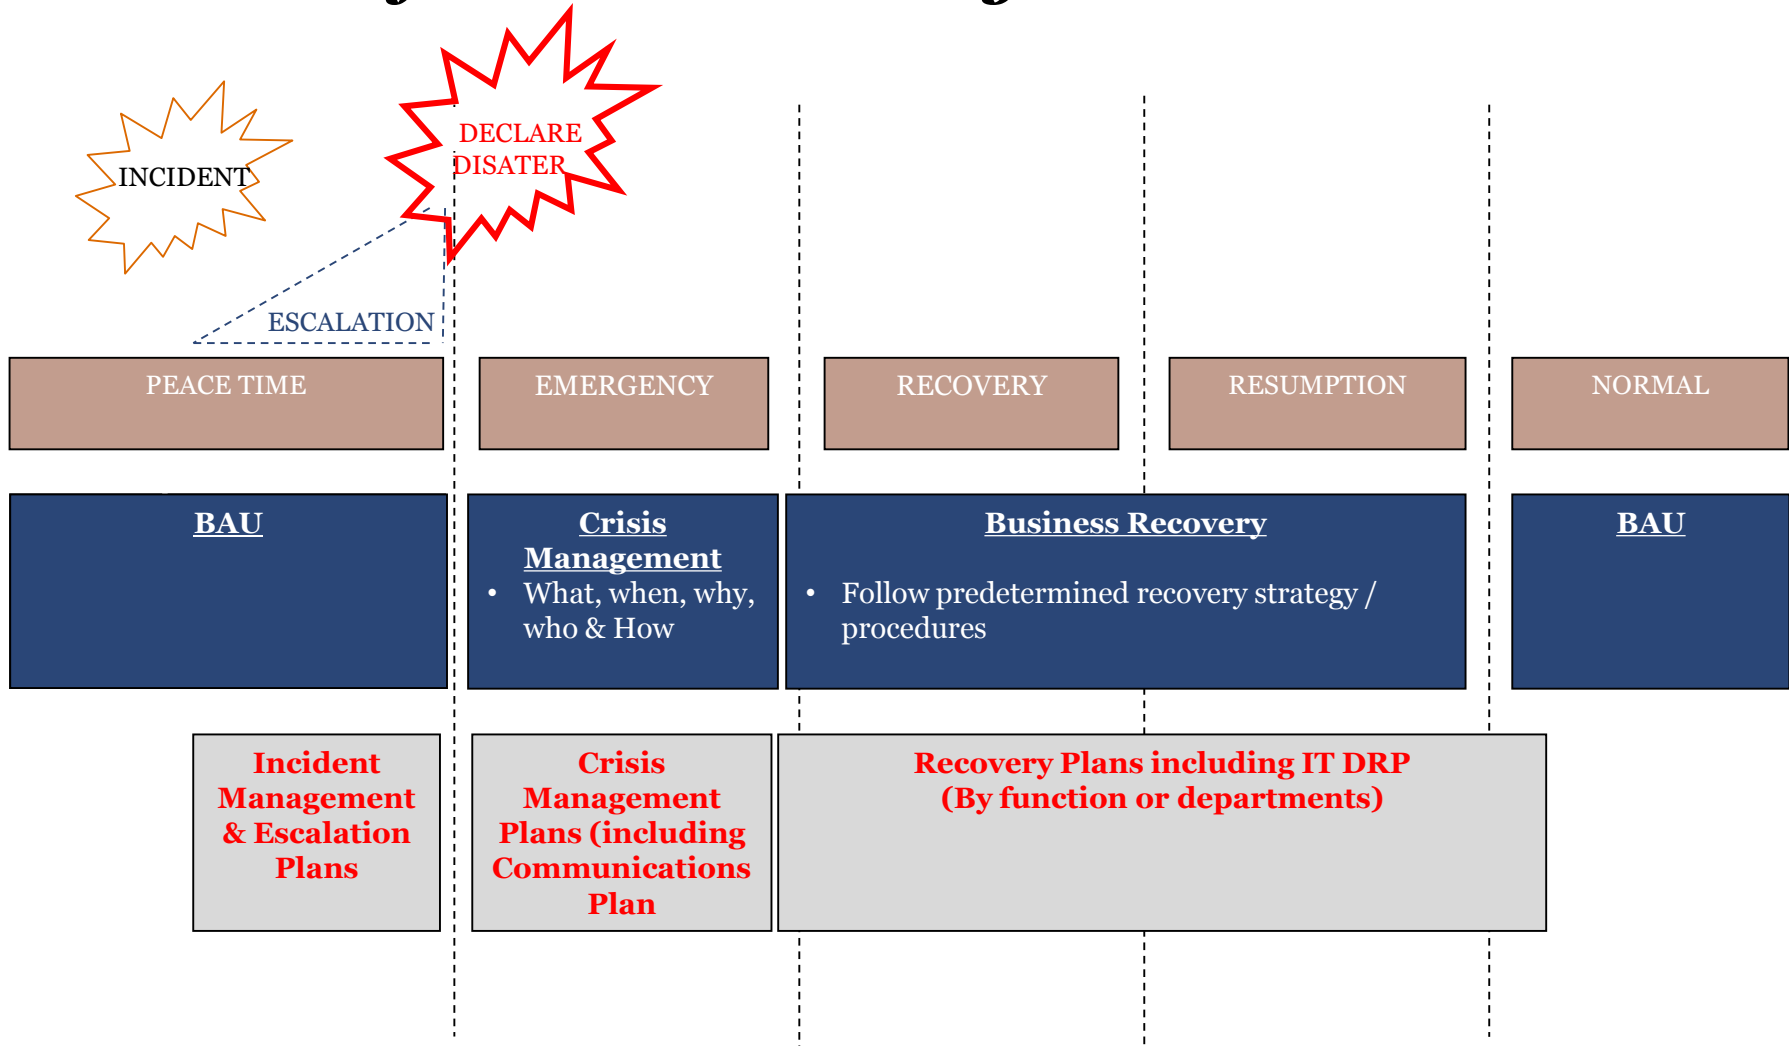 INCIDENT
DECLARE
DISATER
ESCALATION
PEACE TIME
EMERGENCY
RECOVERY
RESUMPTION
NORMAL
BAU
Crisis
Management
• What, when, why,
who & How
Business Recovery
• Follow predetermined recovery strategy /
procedures
BAU
Incident
Management
& Escalation
Plans
Crisis
Management
Plans (including
Communications
Plan
Recovery Plans including IT DRP
(By function or departments)